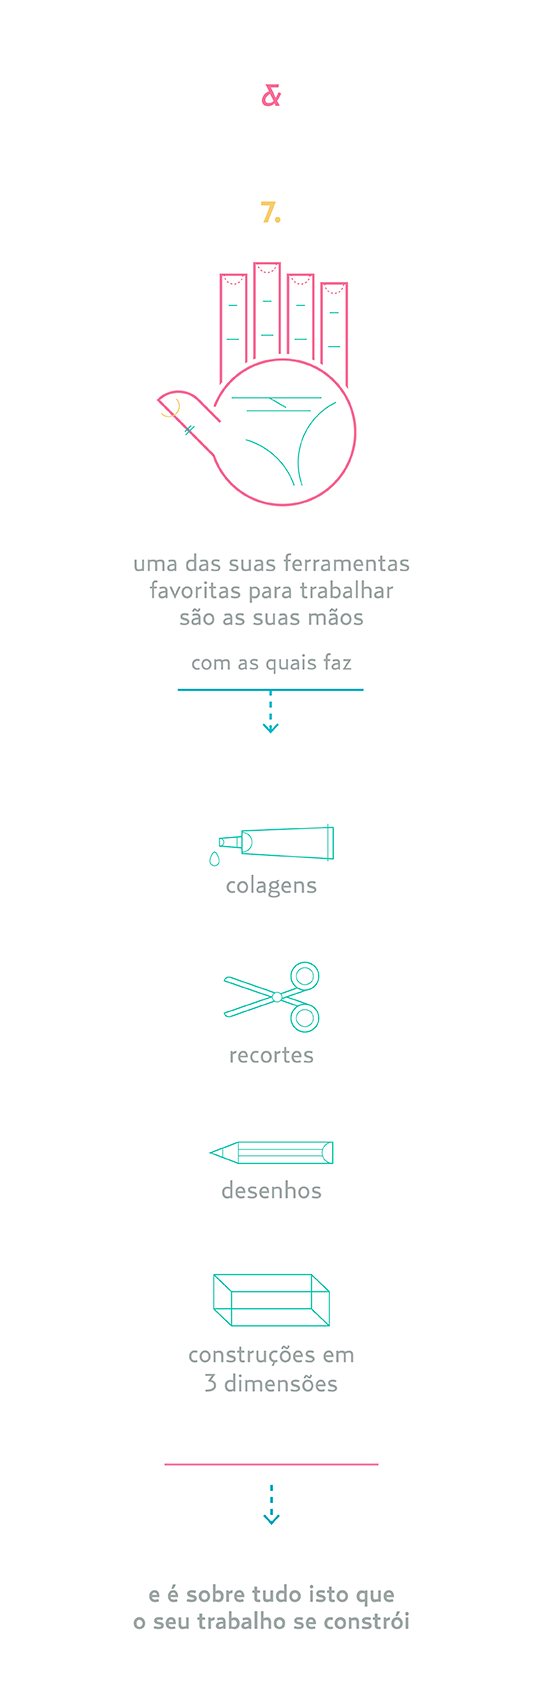 &
7.
uma das suas ferramentas
favoritas para trabalhar
são as suas mãos
com as quais faz
colagens
recortes
desenhos
construções em
3 dimensões
e é sobre tudo isto que
o seu trabalho se constrói